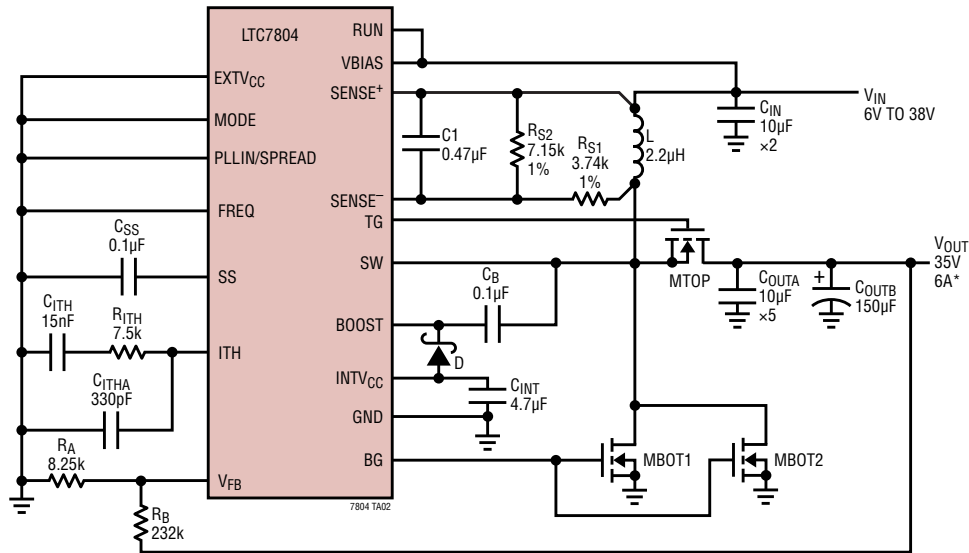 LTC7804
RUN
VBIAS
EXTVCC
SENSE+
MODE
PLLIN/SPREAD
SENSE–
FREQ
TG
SS
SW
BOOST
ITH
INTVCC
GND
BG
VFB
7804 TA02
CSS
0.1µF
CITH
15nF
RITH
7.5k
CITHA
330pF
RA
8.25k
RB
232k
C1
0.47µF
RS2
7.15k
1%
RS1
3.74k
1%
L
2.2µH
CIN
10µF
×2
VIN
6V TO 38V
MTOP
CB
0.1µF
D
CINT
4.7µF
COUTA
10µF
×5
+
COUTB
150µF
VOUT
35V
6A*
MBOT1
MBOT2